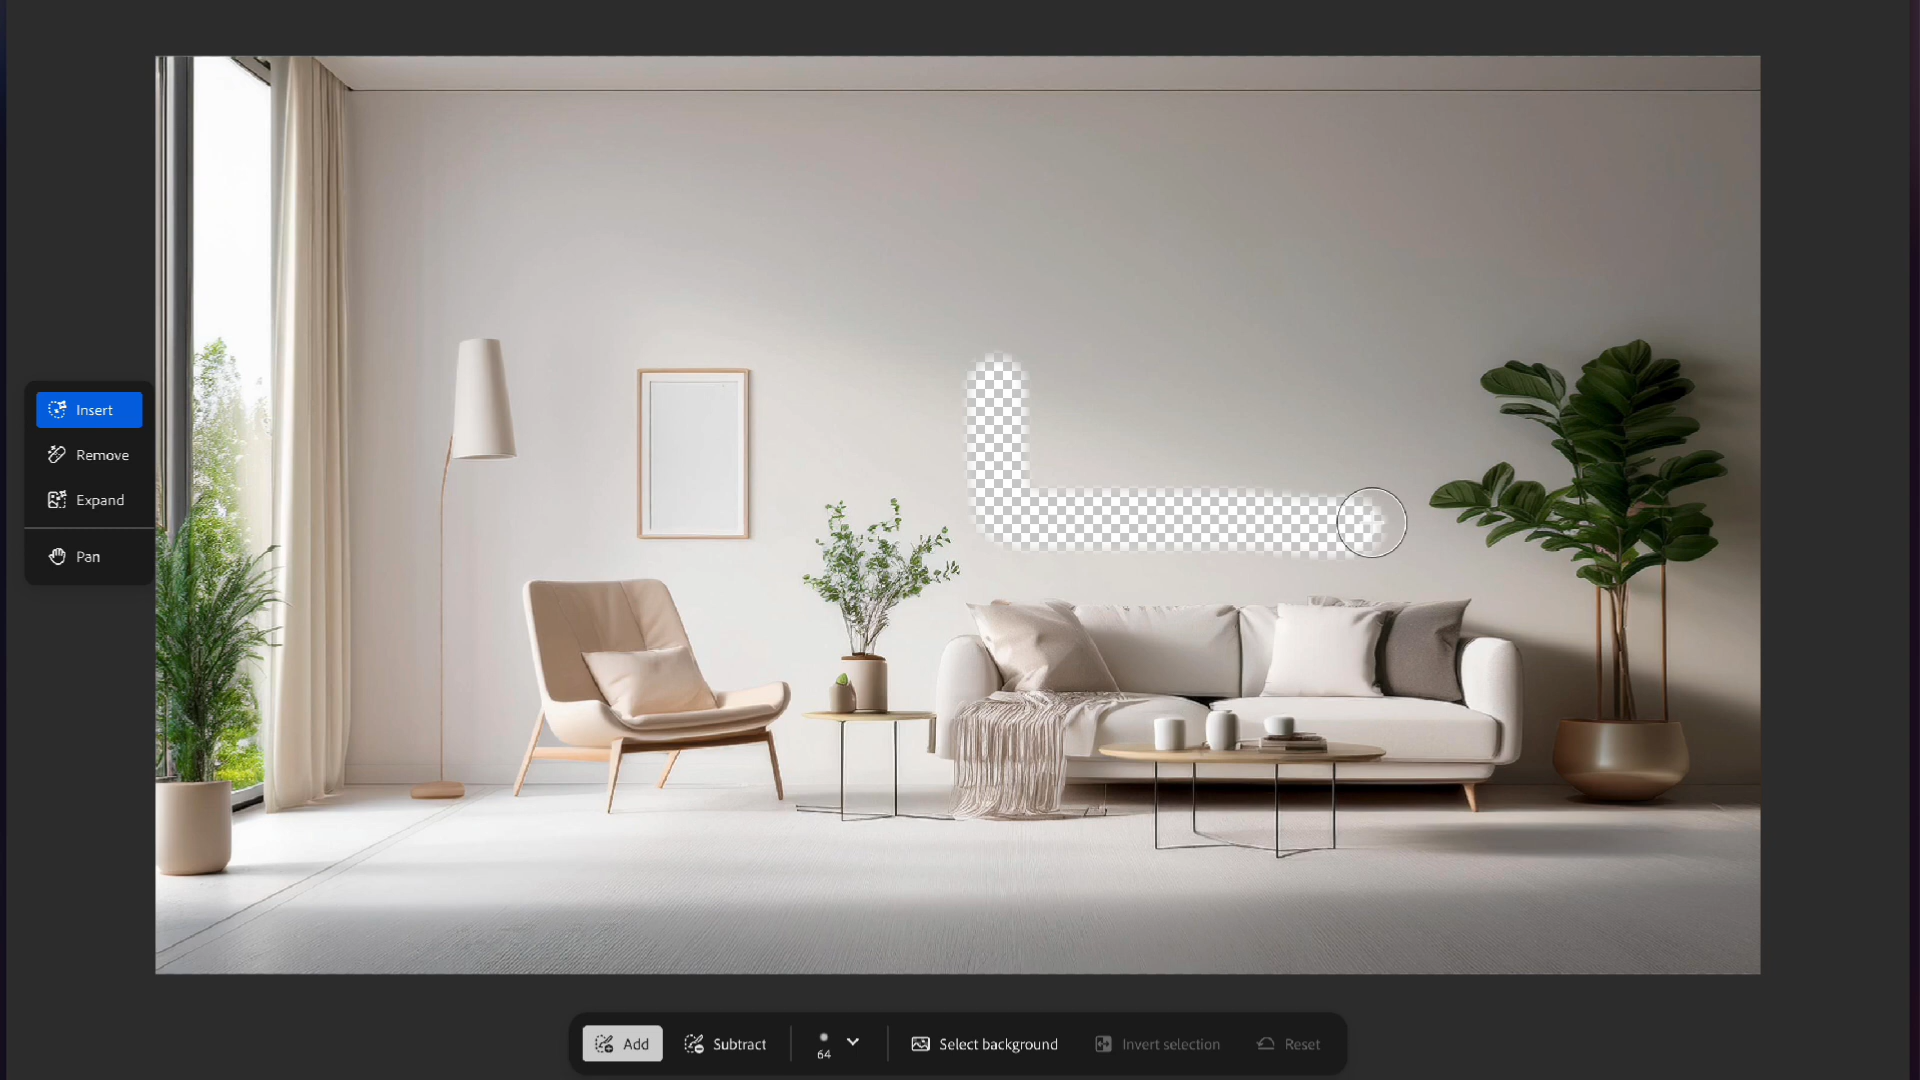 Insert
Remove
Expand
Pan
Add Subtract 64 Select background Invert selection Reset